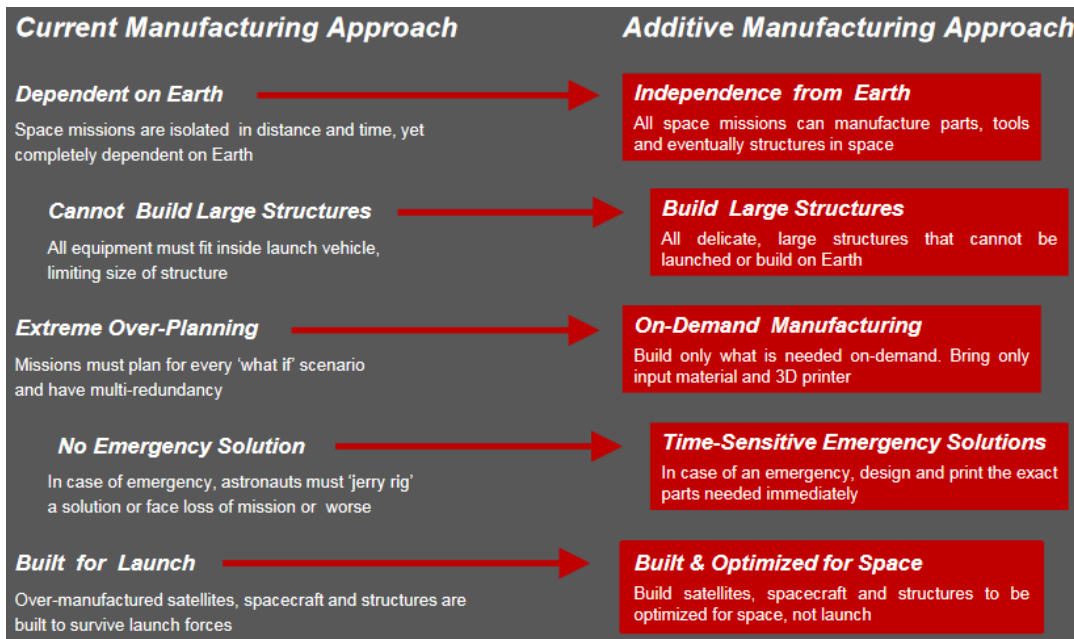 Current Manufacturing Approach
Additive Manufacturing Approach
Dependent on Earth
Space missions are isolated in distance and time, yet
completely dependent on Earth
Independence from Earth
All space missions can manufacture parts, tools
and eventually structures in space
Cannot Build Large Structures
All equipment must fit inside launch vehicle,
limiting size of structure
Build Large Structures
All delicate, large structures that cannot be
launched or build on Earth
Extreme Over-Planning
Missions must plan for every 'what if' scenario
and have multi-redundancy
On-Demand Manufacturing
Build only what is needed on-demand. Bring only
input material and 3D printer
No Emergency Solution
In case of emergency, astronauts must 'jerry rig'
a solution or face loss of mission or worse
Time-Sensitive Emergency Solutions
In case of an emergency, design and print the exact
parts needed immediately
Built for Launch
Over-manufactured satellites, spacecraft and structures are
built to survive launch forces
Built & Optimized for Space
Build satellites, spacecraft and structures to be
optimized for space, not launch